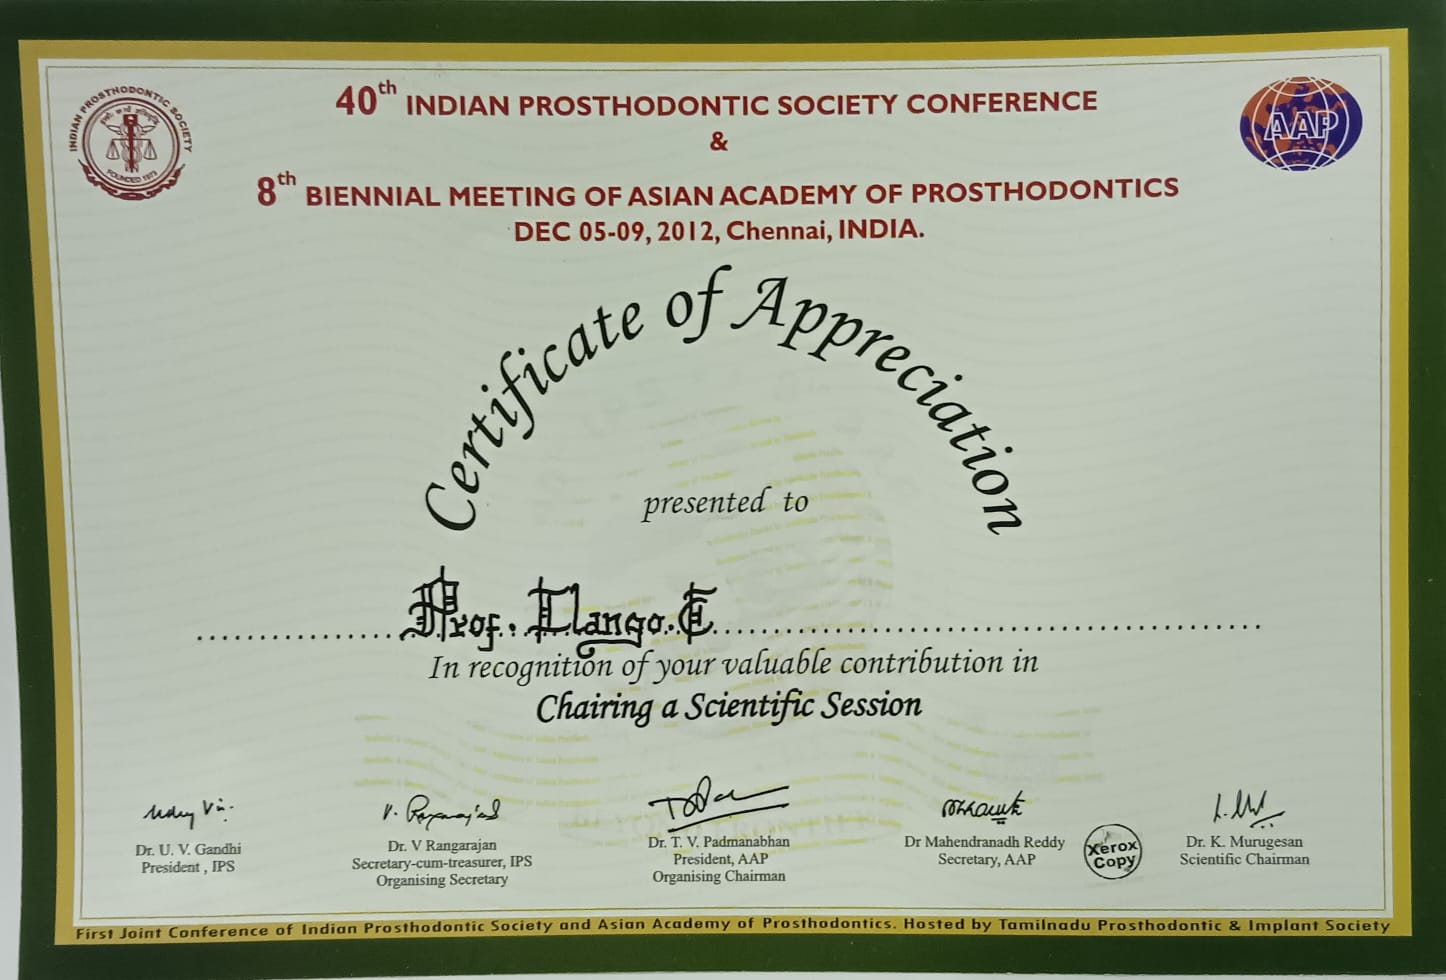 INDIAN PROSTHODONTIC SOCIETY
FOUNDED 1973
AAP
40th INDIAN PROSTHODONTIC SOCIETY CONFERENCE
&
8th BIENNIAL MEETING OF ASIAN ACADEMY OF PROSTHODONTICS
DEC 05-09, 2012, Chennai, INDIA.
Certificate of Appreciation
presented to
Prof. Ilango. T
In recognition of your valuable contribution in
Chairing a Scientific Session
Dr. U. V. Gandhi
President , IPS
Dr. V Rangarajan
Secretary-cum-treasurer, IPS
Organising Secretary
Dr. T. V. Padmanabhan
President, AAP
Organising Chairman
Dr Mahendranadh Reddy
Secretary, AAP
Xerox
Copy
Dr. K. Murugesan
Scientific Chairman
First Joint Conference of Indian Prosthodontic Society and Asian Academy of Prosthodontics. Hosted by Tamilnadu Prosthodontic & Implant Society